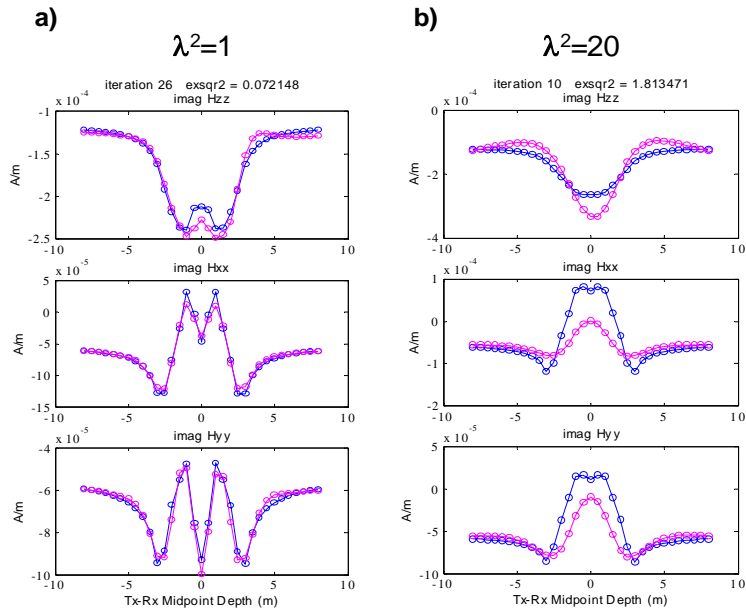 a)
λ²=1
iteration 26 exsqr2 = 0.072148
x 10⁻⁴
imag Hzz
-1
-1.5
-2
-2.5
A/m
-10 -5 0 5 10
x 10⁻⁵
imag Hxx
5
0
-5
-10
-15
A/m
-10 -5 0 5 10
x 10⁻⁵
imag Hyy
-4
-6
-8
-10
A/m
-10 -5 0 5 10
Tx-Rx Midpoint Depth (m)
b)
λ²=20
iteration 10 exsqr2 = 1.813471
x 10⁻⁴
imag Hzz
0
-2
-4
A/m
-10 -5 0 5 10
x 10⁻⁴
imag Hxx
1
0
-1
-2
A/m
-10 -5 0 5 10
x 10⁻⁵
imag Hyy
5
0
-5
-10
A/m
-10 -5 0 5 10
Tx-Rx Midpoint Depth (m)